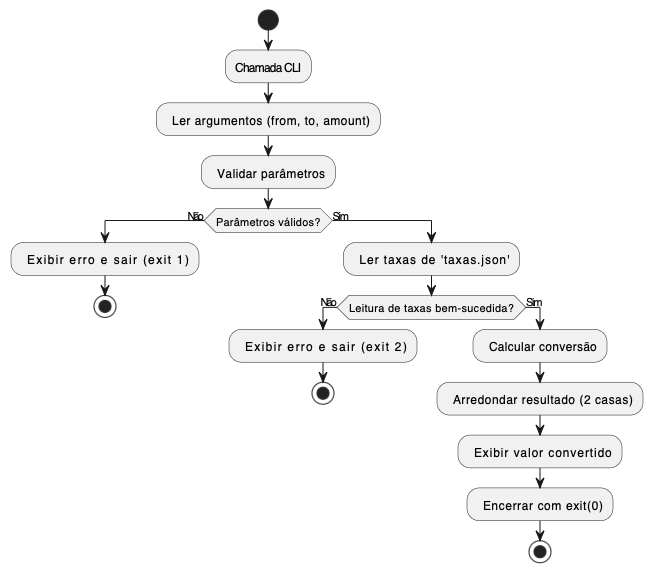 Chamada CLI
Ler argumentos (from, to, amount)
Validar parâmetros
Parâmetros válidos?
Não
Sim
Exibir erro e sair (exit 1)
Ler taxas de 'taxas.json'
Leitura de taxas bem-sucedida?
Não
Sim
Exibir erro e sair (exit 2)
Calcular conversão
Arredondar resultado (2 casas)
Exibir valor convertido
Encerrar com exit(0)